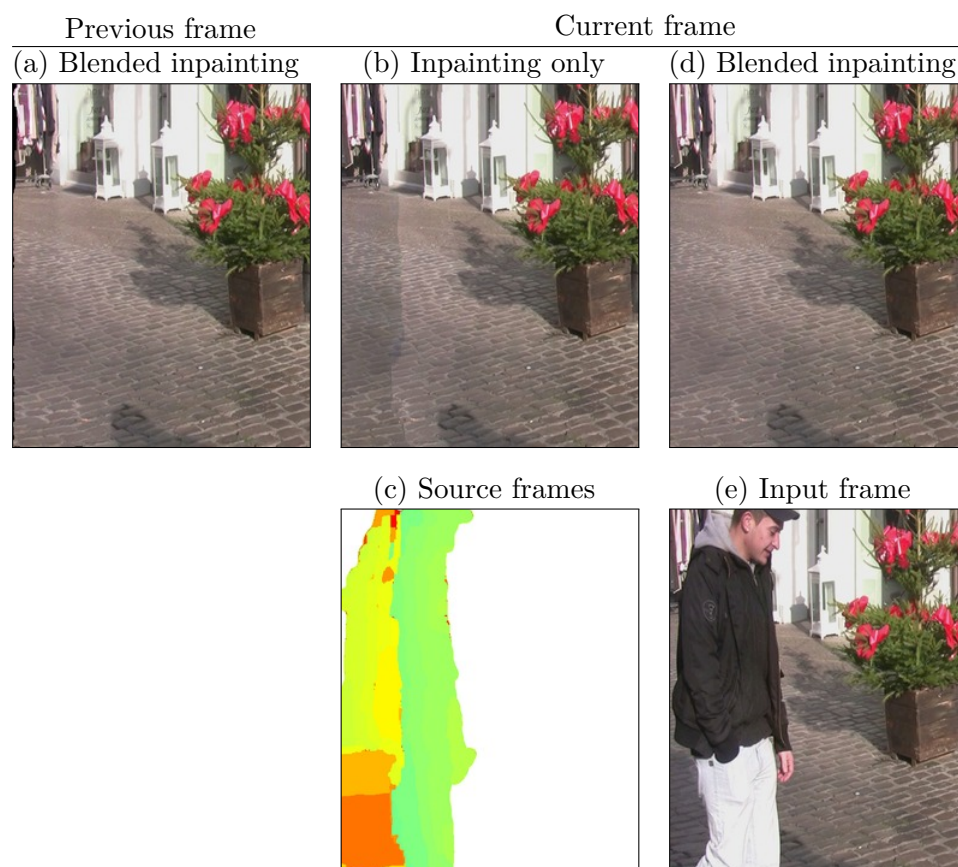 Previous frame
Current frame
(a) Blended inpainting
(b) Inpainting only
(d) Blended inpainting
(c) Source frames
(e) Input frame